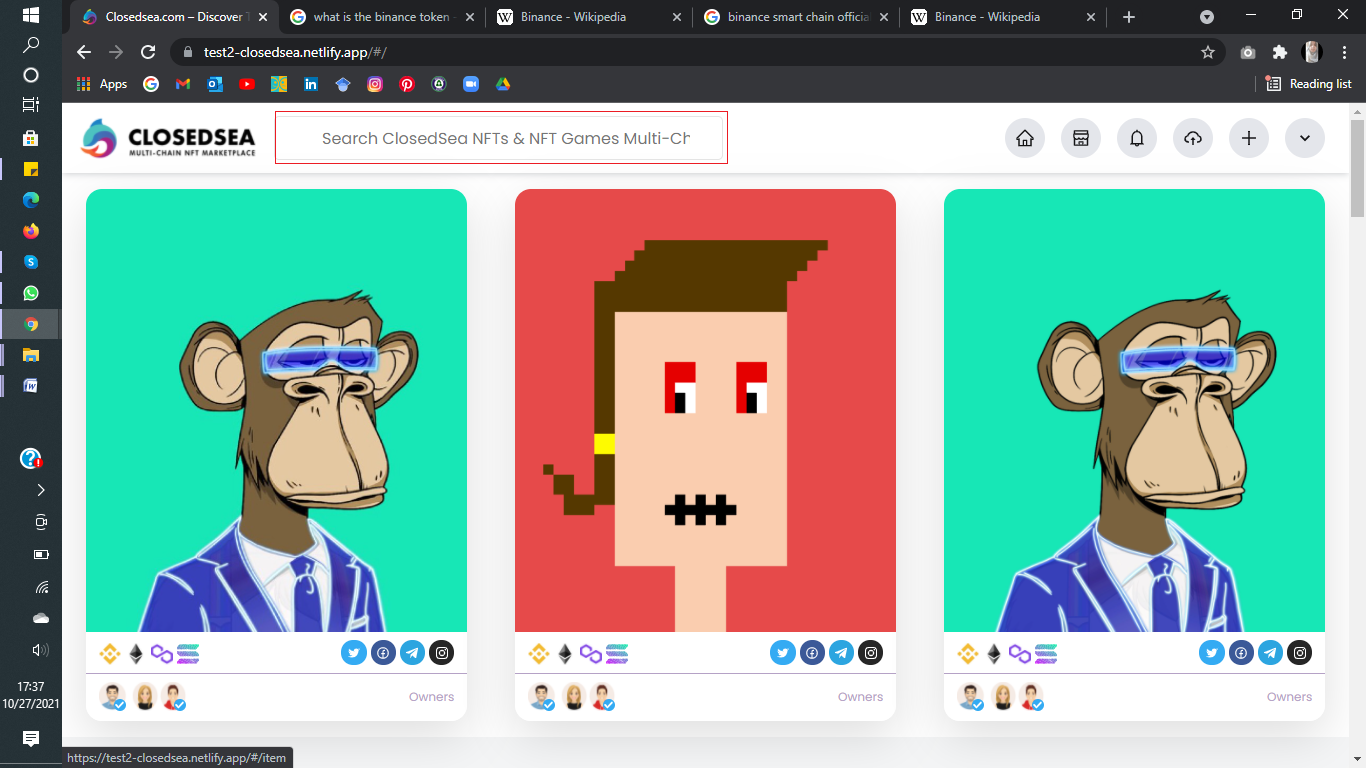 Closedsea.com – Discover T
what is the binance token
Binance - Wikipedia
binance smart chain official
Binance - Wikipedia
test2-closedsea.netlify.app/#/
Apps
Reading list
CLOSEDSEA
MULTI-CHAIN NFT MARKETPLACE
Search ClosedSea NFTs & NFT Games Multi-Ch
Owners
Owners
Owners
17:37
10/27/2021
https://test2-closedsea.netlify.app/#/item